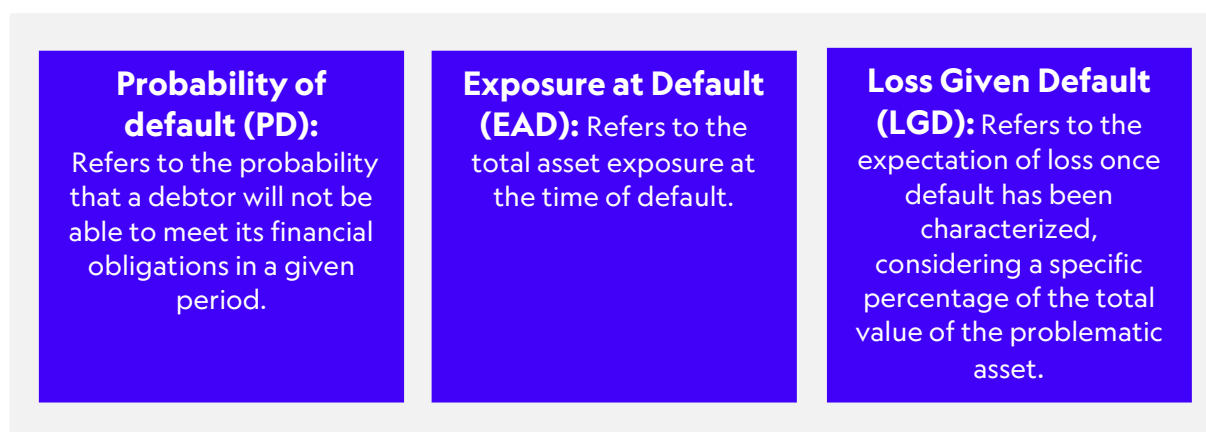 Probability of
default (PD):
Refers to the probability
that a debtor will not be
able to meet its financial
obligations in a given
period.
Exposure at Default
(EAD): Refers to the
total asset exposure at
the time of default.
Loss Given Default
(LGD): Refers to the
expectation of loss once
default has been
characterized,
considering a specific
percentage of the total
value of the problematic
asset.